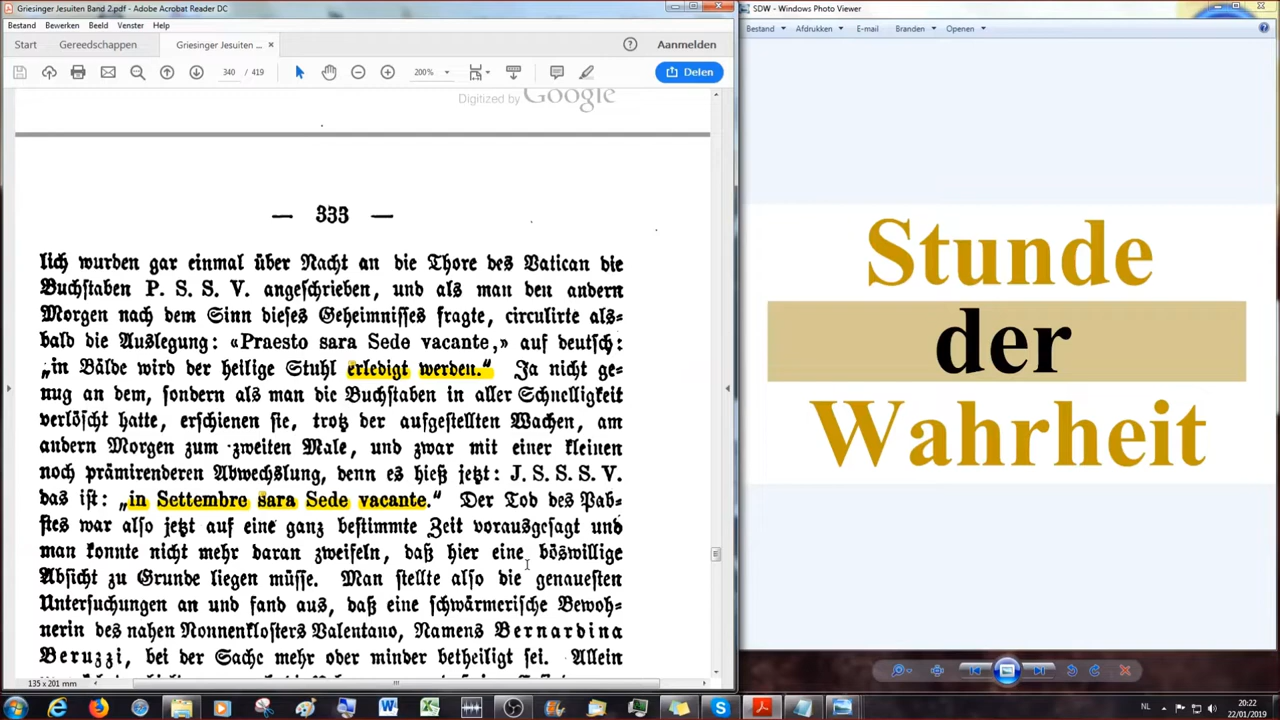 Griesinger Jesuiten Band 2.pdf - Adobe Acrobat Reader DC
Bestand Bewerken Beeld Venster Help
Start Gereedschappen Griesinger Jesuiten ... × Aanmelden
340 / 419 200% Delen
Digitized by Google
— 333 —
lich wurden gar einmal über Nacht an die Thore des Vatican die
Buchstaben P. S. S. V. angeschrieben, und als man den andern
Morgen nach dem Sinn dieses Geheimnisses fragte, circulirte als-
bald die Auslegung: «Praesto sara Sede vacante,» auf deutsch:
„in Bälde wird der heilige Stuhl erledigt werden.“ Ja nicht ge-
nug an dem, sondern als man die Buchstaben in aller Schnelligkeit
verlöscht hatte, erschienen sie, trotz der aufgestellten Wachen, am
andern Morgen zum zweiten Male, und zwar mit einer kleinen
noch prämirenderen Abwechslung, denn es hieß jetzt: J. S. S. S. V.
das ist: „in Settembre sara Sede vacante.“ Der Tod des Pab-
stes war also jetzt auf eine ganz bestimmte Zeit vorausgesagt und
man konnte nicht mehr daran zweifeln, daß hier eine böswillige
Absicht zu Grunde liegen müsse. Man stellte also die genauesten
Untersuchungen an und fand aus, daß eine schwärmerische Bewoh-
nerin des nahen Nonnenklosters Valentano, Namens Bernardina
Beruzzi, bei der Sache mehr oder minder betheiligt sei. Allein
135 x 201 mm
SDW - Windows Photo Viewer
Bestand Afdrukken E-mail Branden Openen
Stunde
der
Wahrheit
NL 20:22
22/01/2019